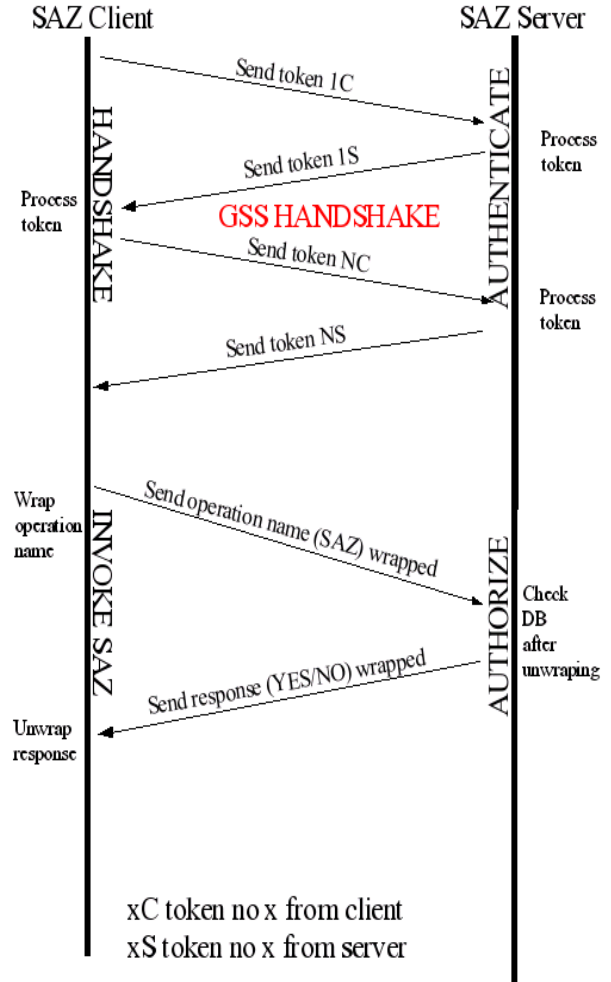 SAZ Client
SAZ Server
Send token 1C
HANDSHAKE
AUTHENTICATE
Process
token
Send token 1S
Process
token
GSS HANDSHAKE
Send token NC
Process
token
Send token NS
Wrap
operation
name
Send operation name (SAZ) wrapped
INVOKE SAZ
AUTHORIZE
Check
DB
after
unwraping
Send response (YES/NO) wrapped
Unwrap
response
xC token no x from client
xS token no x from server